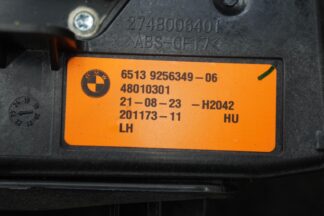 2748006401
ABS-GF17
6513 9256349-06
48010301
21-08-23 -H2042
201173-11 HU
LH